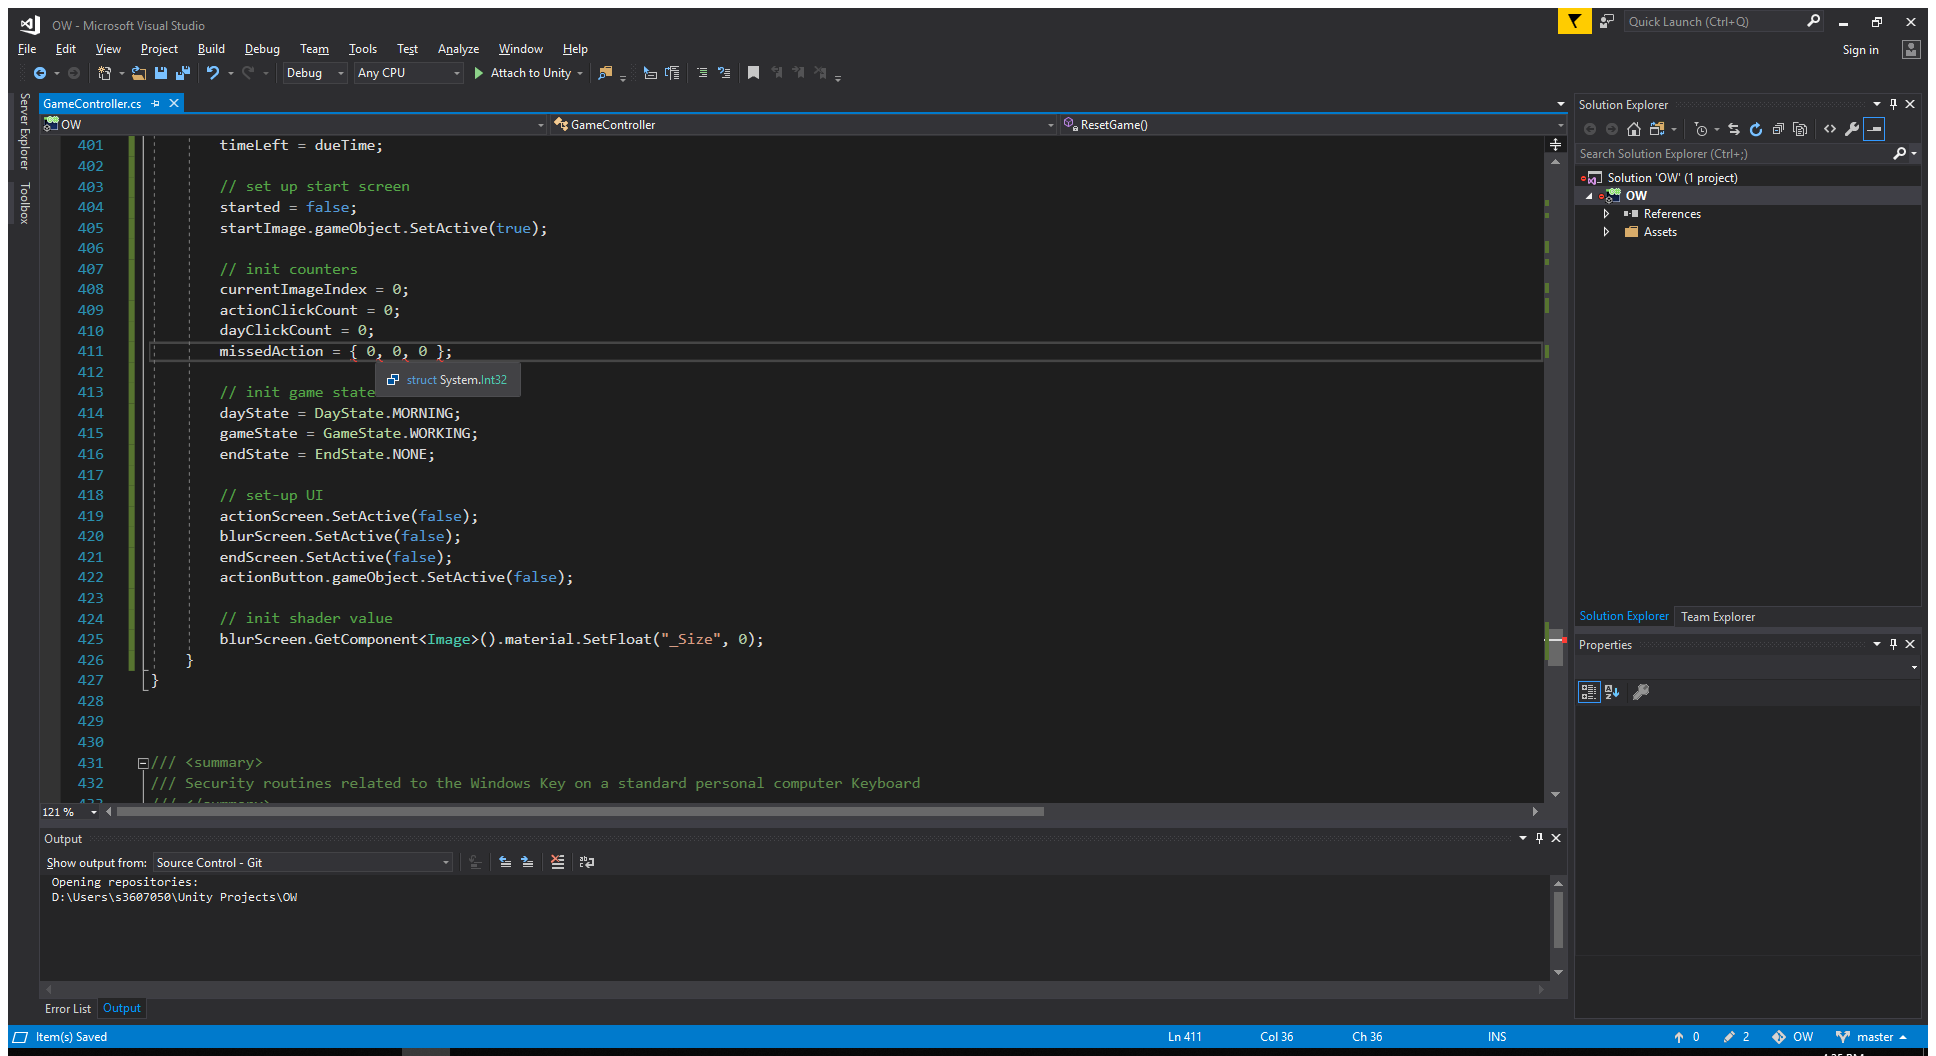 OW - Microsoft Visual Studio
Quick Launch (Ctrl+Q)
File Edit View Project Build Debug Team Tools Test Analyze Window Help
Sign in
Debug Any CPU Attach to Unity
Server Explorer
Toolbox
GameController.cs
OW GameController ResetGame()
401 timeLeft = dueTime;
402
403 // set up start screen
404 started = false;
405 startImage.gameObject.SetActive(true);
406
407 // init counters
408 currentImageIndex = 0;
409 actionClickCount = 0;
410 dayClickCount = 0;
411 missedAction = { 0, 0, 0 };
412
struct System.Int32
413 // init game state
414 dayState = DayState.MORNING;
415 gameState = GameState.WORKING;
416 endState = EndState.NONE;
417
418 // set-up UI
419 actionScreen.SetActive(false);
420 blurScreen.SetActive(false);
421 endScreen.SetActive(false);
422 actionButton.gameObject.SetActive(false);
423
424 // init shader value
425 blurScreen.GetComponent<Image>().material.SetFloat("_Size", 0);
426 }
427 }
428
429
430
431 /// <summary>
432 /// Security routines related to the Windows Key on a standard personal computer Keyboard
433 /// </summary>
121 %
Output
Show output from: Source Control - Git
Opening repositories:
D:\Users\s3607050\Unity Projects\OW
Error List Output
Solution Explorer
Search Solution Explorer (Ctrl+;)
Solution 'OW' (1 project)
OW
References
Assets
Solution Explorer Team Explorer
Properties
Item(s) Saved Ln 411 Col 36 Ch 36 INS 0 2 OW master